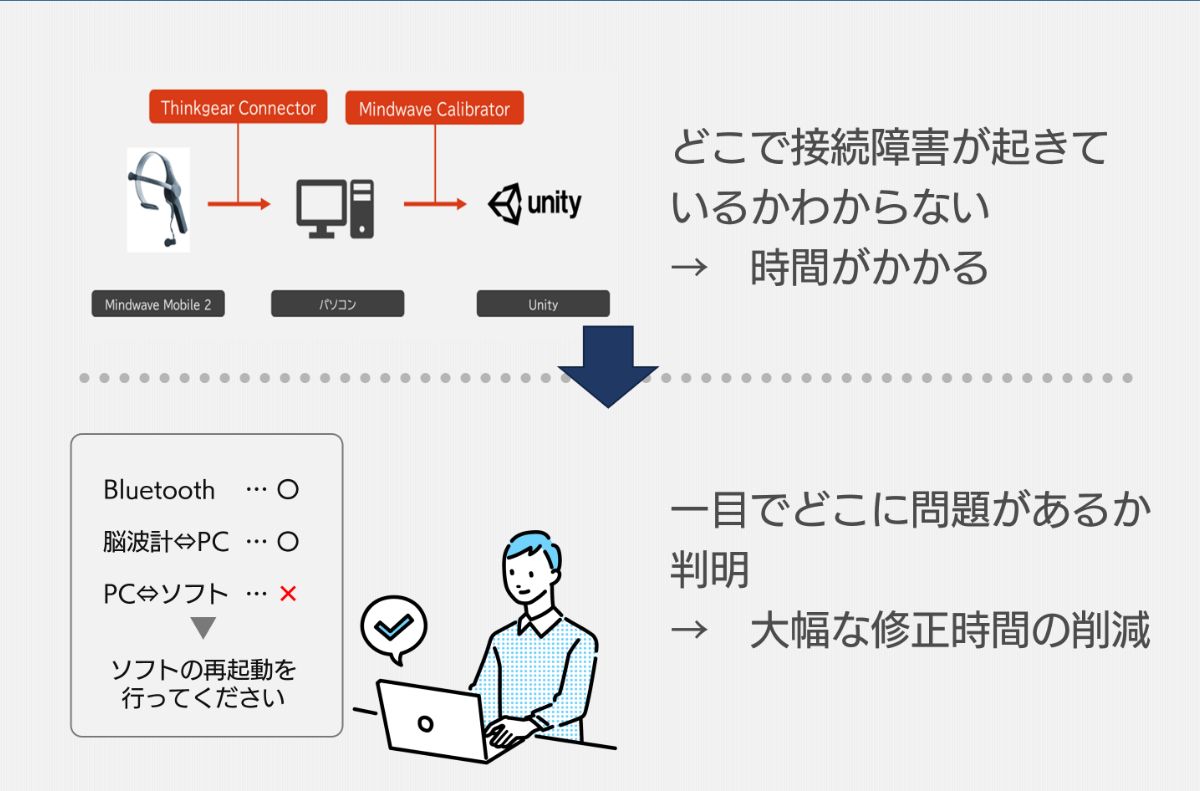 Thinkgear Connector
Mindwave Calibrator
unity
Mindwave Mobile 2
パソコン
Unity
どこで接続障害が起きて
いるかわからない
→ 時間がかかる
Bluetooth … 〇
脳波計⇔PC … 〇
PC⇔ソフト … ×
▼
ソフトの再起動を
行ってください
一目でどこに問題があるか
判明
→ 大幅な修正時間の削減